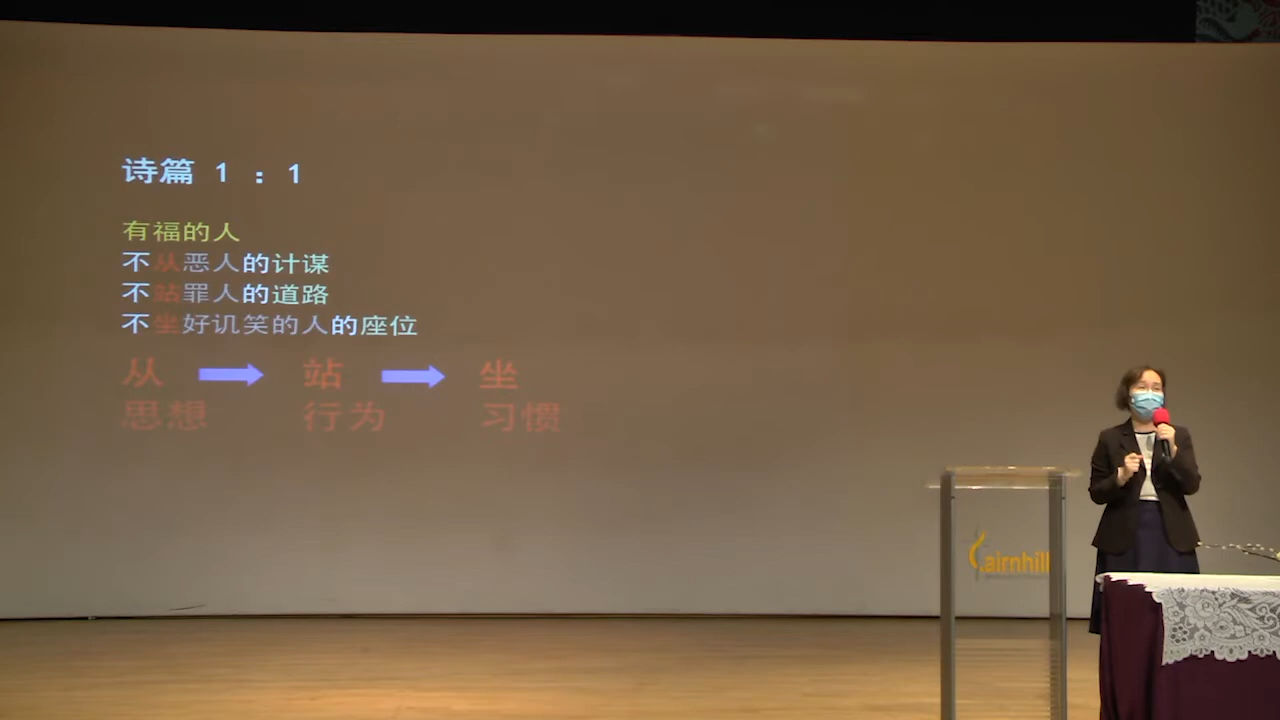 诗篇 1 : 1
有福的人
不从恶人的计谋
不站罪人的道路
不坐好讥笑的人的座位
从 站 坐
思想 行为 习惯
Cairnhill